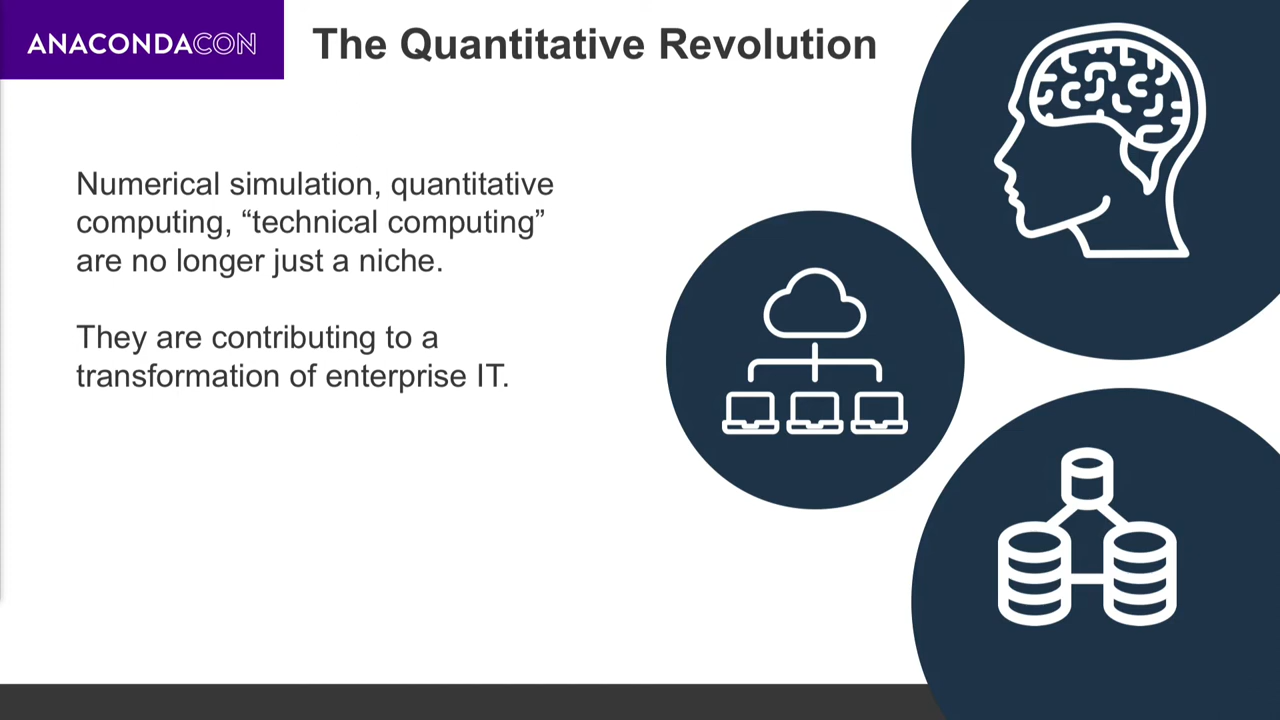 ANACONDACON
The Quantitative Revolution
Numerical simulation, quantitative
computing, “technical computing”
are no longer just a niche.
They are contributing to a
transformation of enterprise IT.